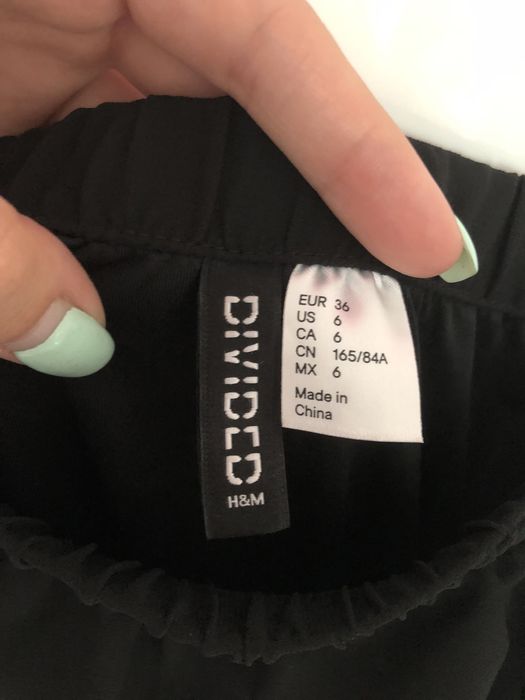 DIVIDED
H&M
EUR 36
US 6
CA 6
CN 165/84A
MX 6
Made in
China